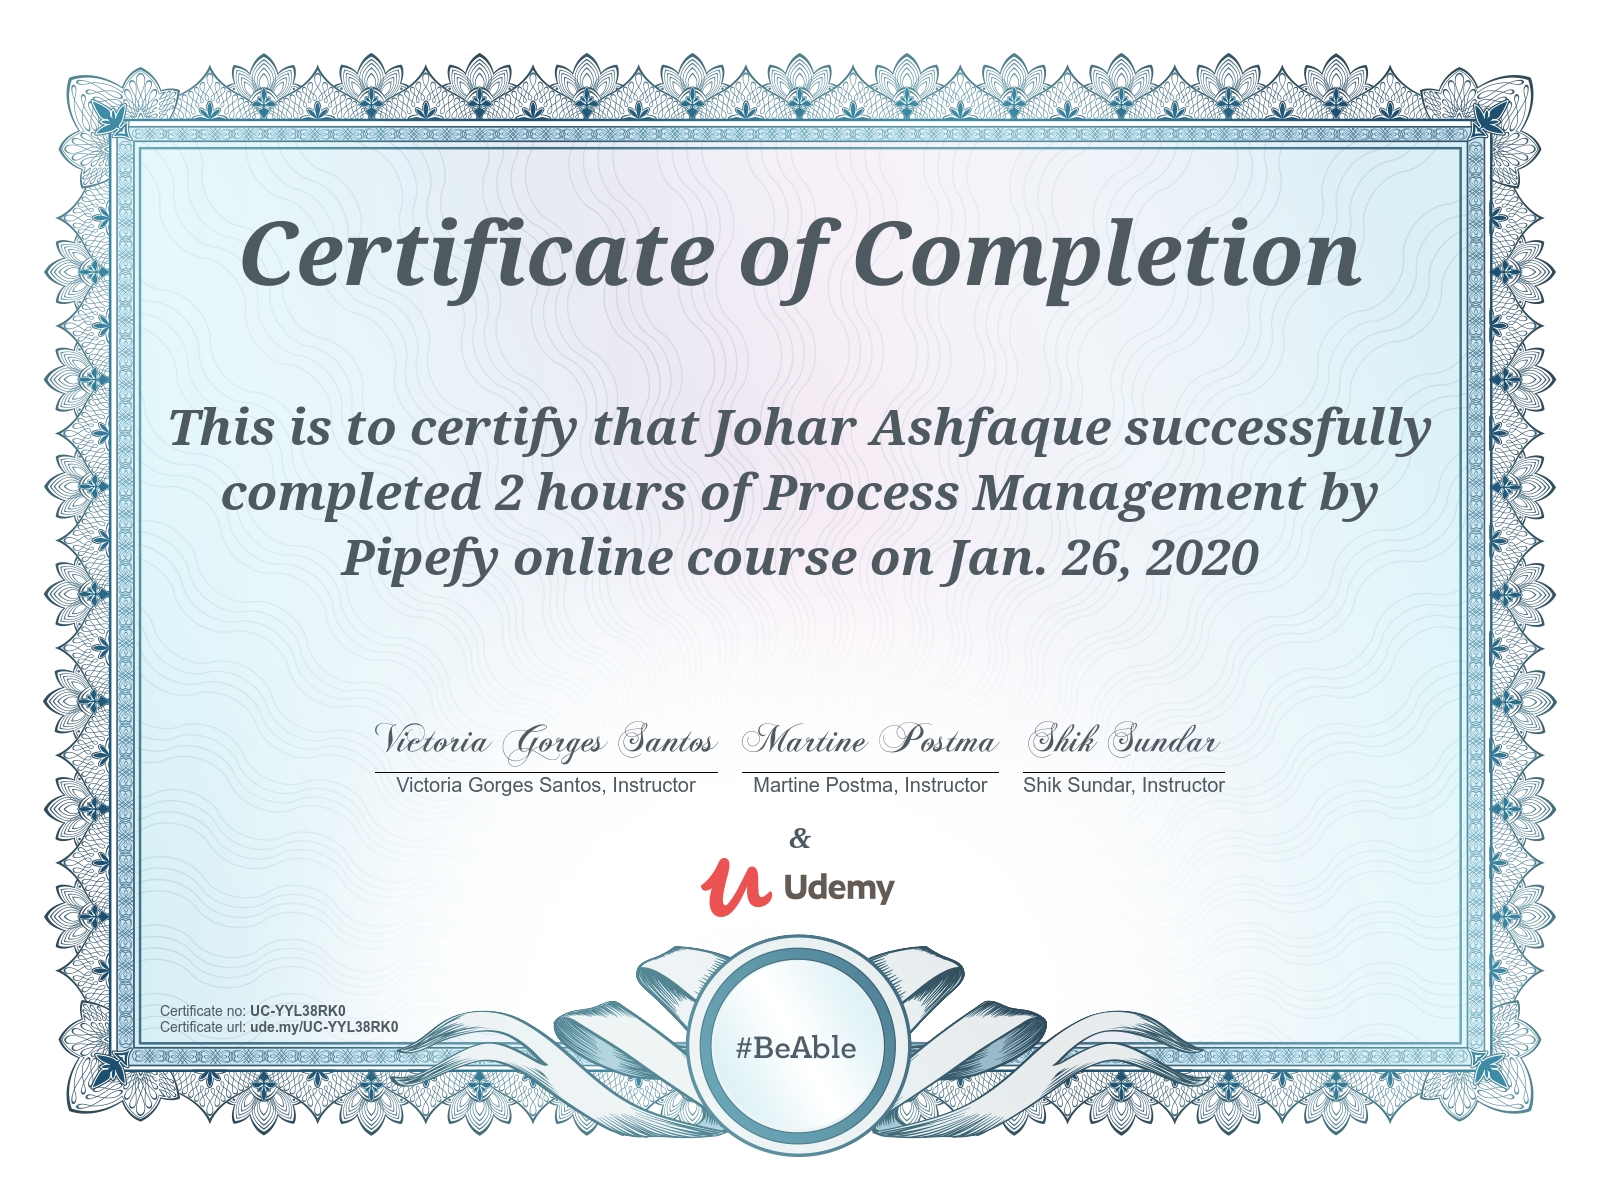 Certificate of Completion
This is to certify that Johar Ashfaque successfully
completed 2 hours of Process Management by
Pipefy online course on Jan. 26, 2020
Victoria Gorges Santos Martine Postma Shik Sundar
Victoria Gorges Santos, Instructor Martine Postma, Instructor Shik Sundar, Instructor
&
Udemy
Certificate no: UC-YYL38RK0
Certificate url: ude.my/UC-YYL38RK0
#BeAble